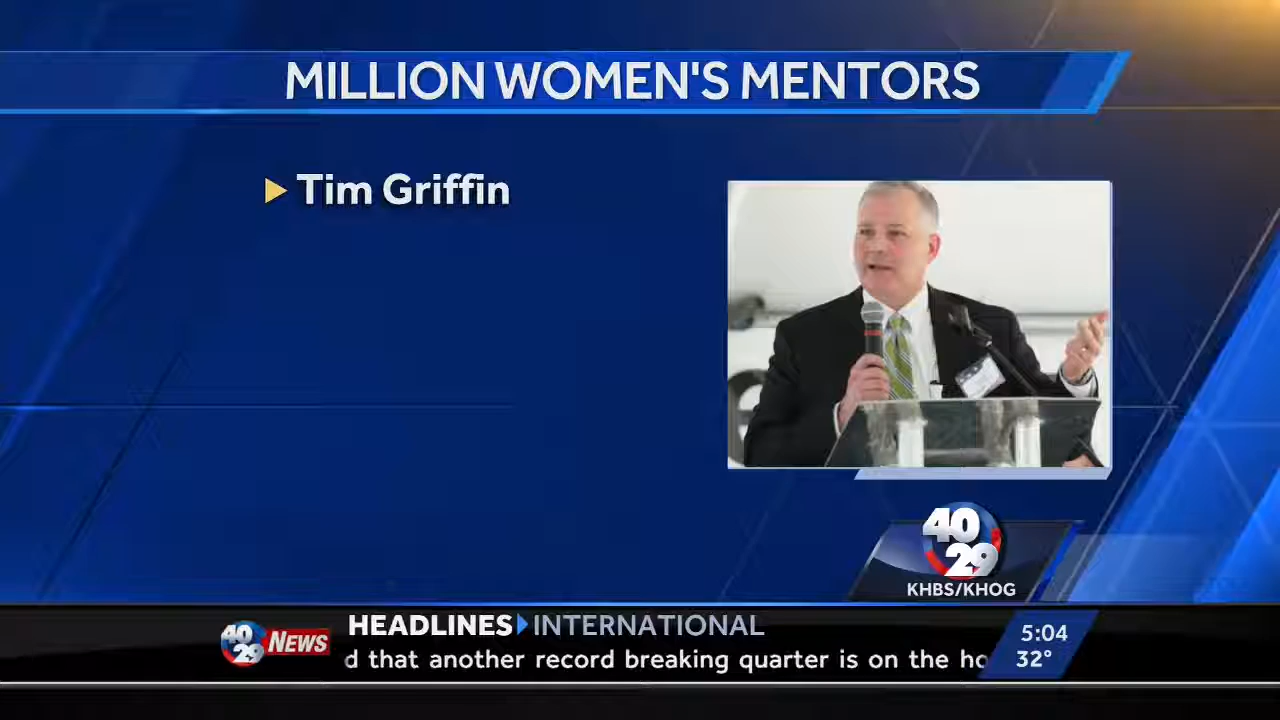 MILLION WOMEN'S MENTORS
Tim Griffin
40
29
KHBS/KHOG
40
29 NEWS
HEADLINES INTERNATIONAL
d that another record breaking quarter is on the ho
5:04
32°